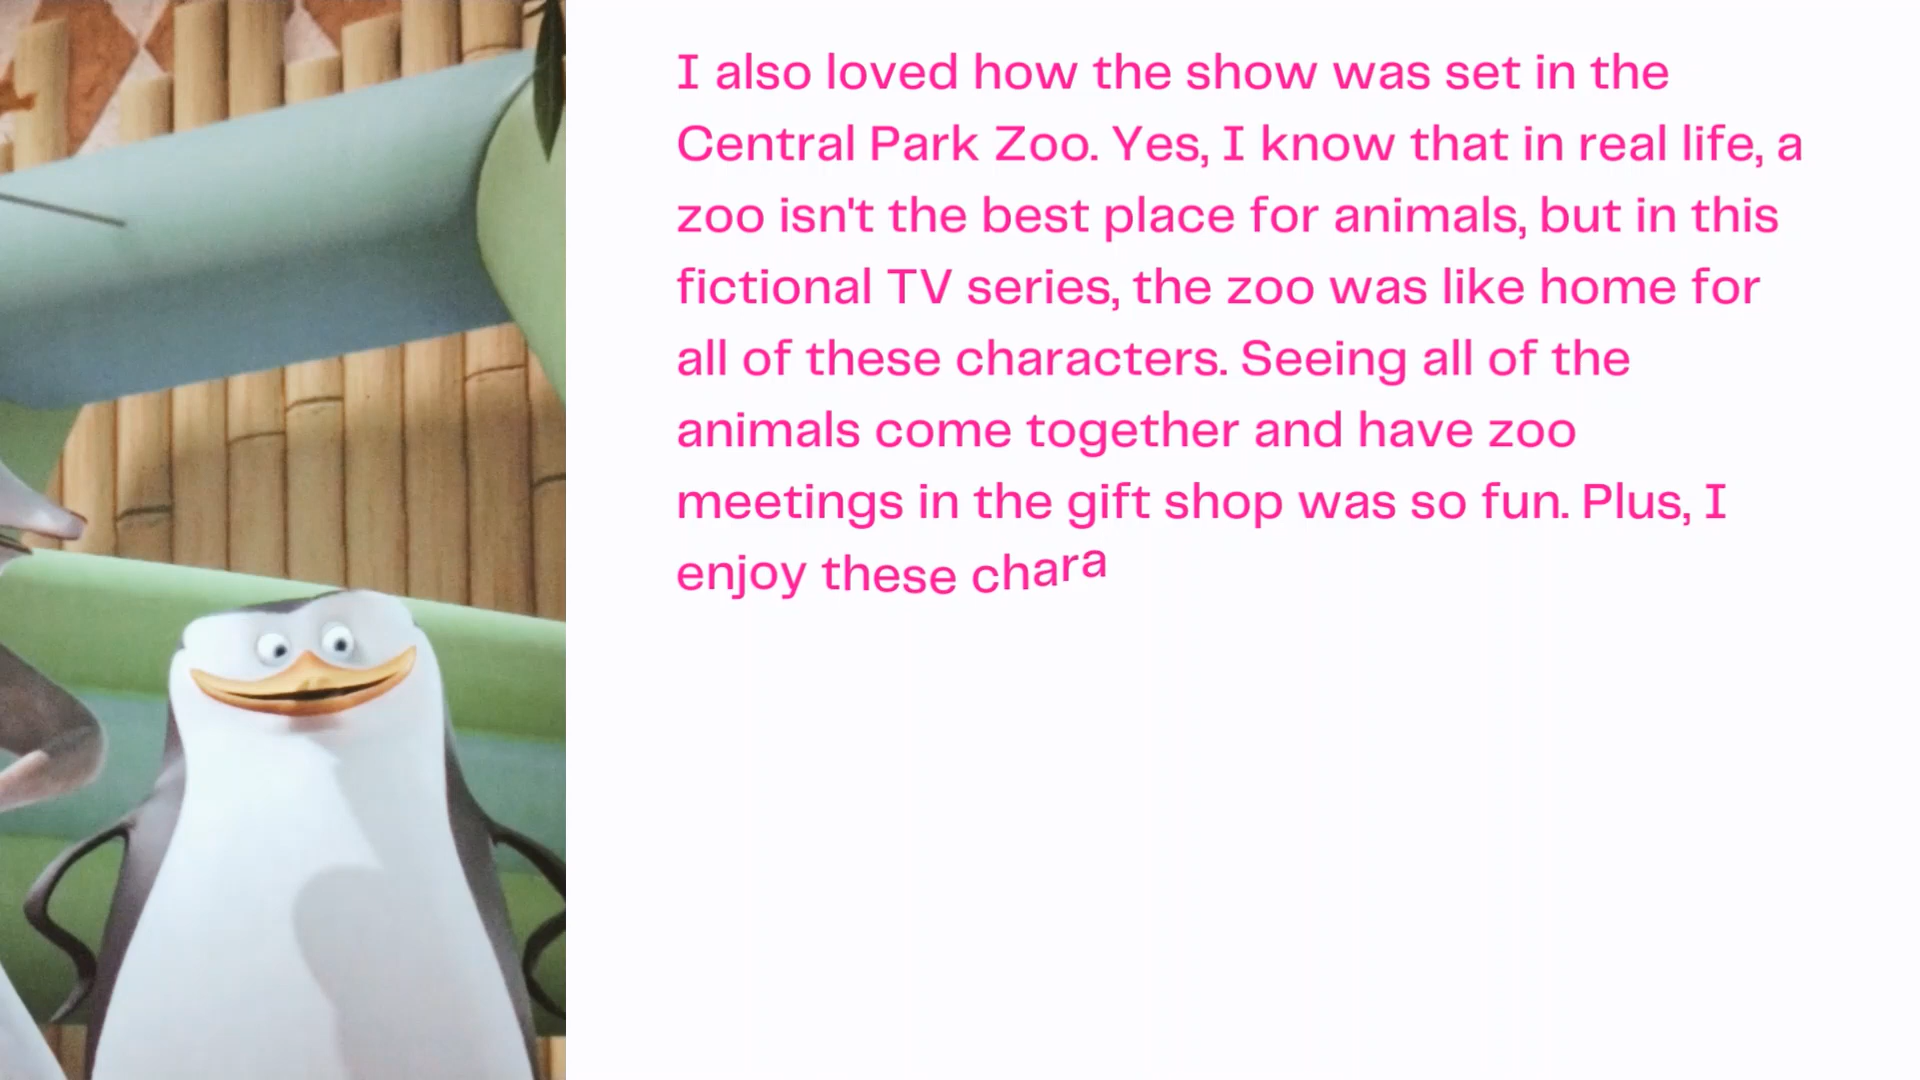 I also loved how the show was set in the
Central Park Zoo. Yes, I know that in real life, a
zoo isn't the best place for animals, but in this
fictional TV series, the zoo was like home for
all of these characters. Seeing all of the
animals come together and have zoo
meetings in the gift shop was so fun. Plus, I
enjoy these chara